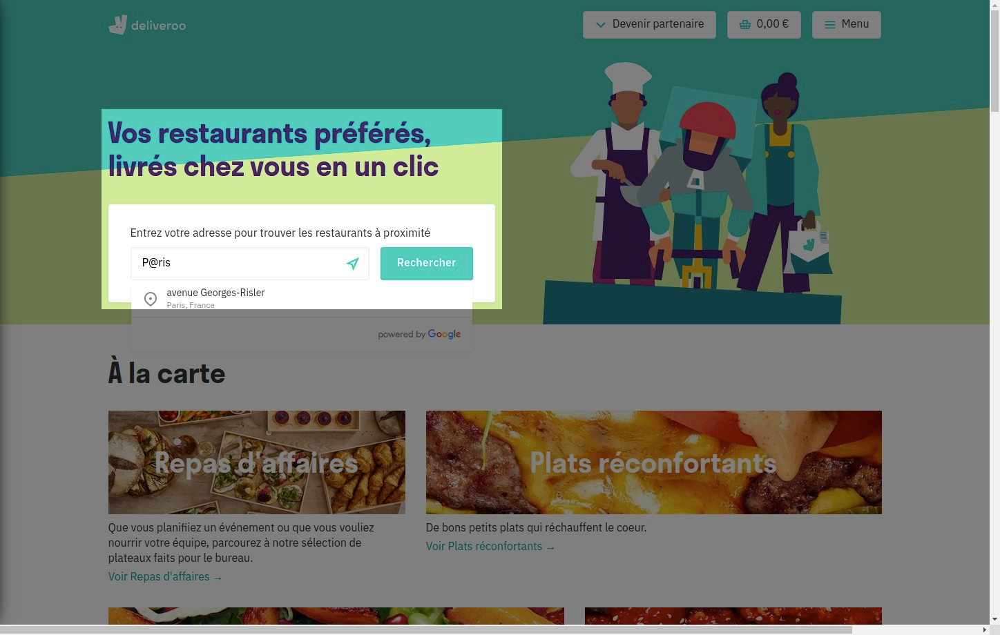 deliveroo
Devenir partenaire
0,00 €
Menu
Vos restaurants préférés,
livrés chez vous en un clic
Entrez votre adresse pour trouver les restaurants à proximité
P@ris
Rechercher
avenue Georges-Risler
Paris, France
powered by Google
À la carte
Repas d'affaires
Plats réconfortants
Que vous planifiiez un événement ou que vous vouliez
nourrir votre équipe, parcourez à notre sélection de
plateaux faits pour le bureau.
Voir Repas d'affaires →
De bons petits plats qui réchauffent le coeur.
Voir Plats réconfortants →